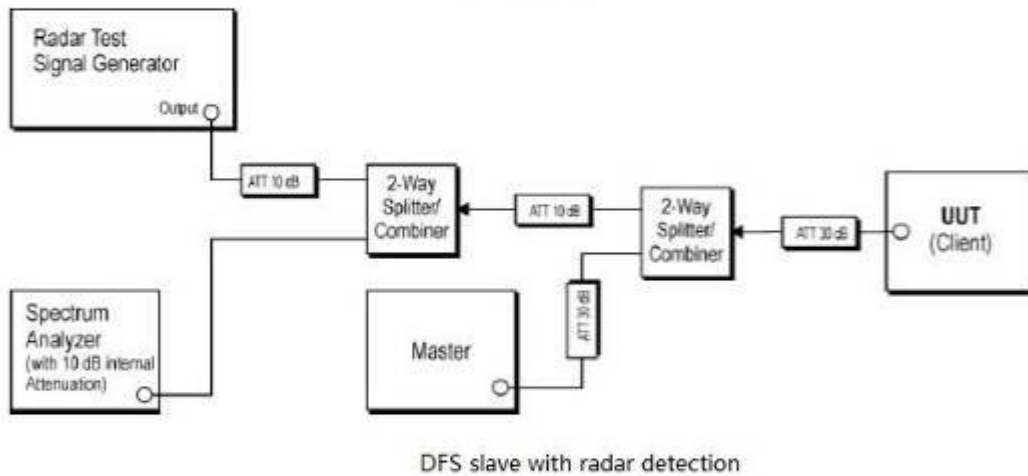 Radar Test
Signal Generator
Output
ATT 10 dB
2-Way
Splitter/
Combiner
ATT 10 dB
2-Way
Splitter/
Combiner
ATT 30 dB
UUT
(Client)
Spectrum
Analyzer
(with 10 dB internal
Attenuation)
Master
ATT 30 dB
DFS slave with radar detection